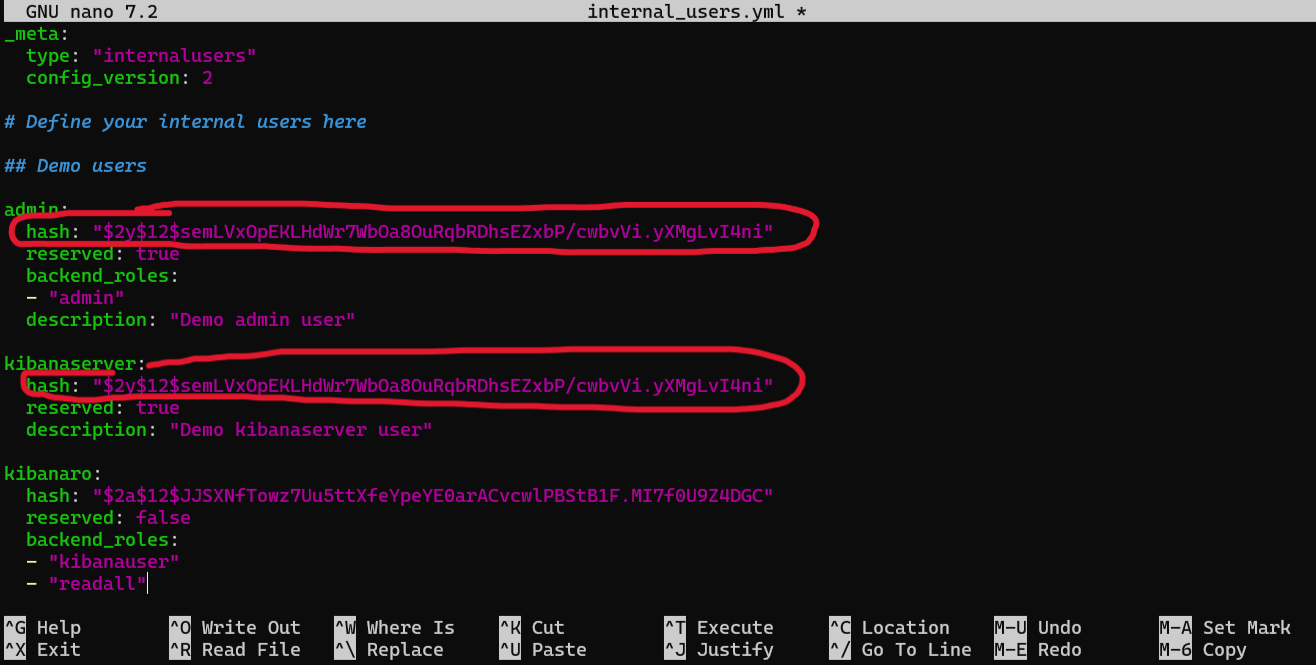 GNU nano 7.2 internal_users.yml *
_meta:
  type: "internalusers"
  config_version: 2

# Define your internal users here

## Demo users

admin:
  hash: "$2y$12$semLVxOpEKLHdWr7WbOa8OuRqbRDhsEZxbP/cwbvVi.yXMgLvI4ni"
  reserved: true
  backend_roles:
  - "admin"
  description: "Demo admin user"

kibanaserver:
  hash: "$2y$12$semLVxOpEKLHdWr7WbOa8OuRqbRDhsEZxbP/cwbvVi.yXMgLvI4ni"
  reserved: true
  description: "Demo kibanaserver user"

kibanaro:
  hash: "$2a$12$JJSXNfTowz7Uu5ttXfeYpeYE0arACvcwlPBStB1F.MI7f0U9Z4DGC"
  reserved: false
  backend_roles:
  - "kibanauser"
  - "readall"

^G Help ^O Write Out ^W Where Is ^K Cut ^T Execute ^C Location M-U Undo M-A Set Mark
^X Exit ^R Read File ^\ Replace ^U Paste ^J Justify ^/ Go To Line M-E Redo M-6 Copy